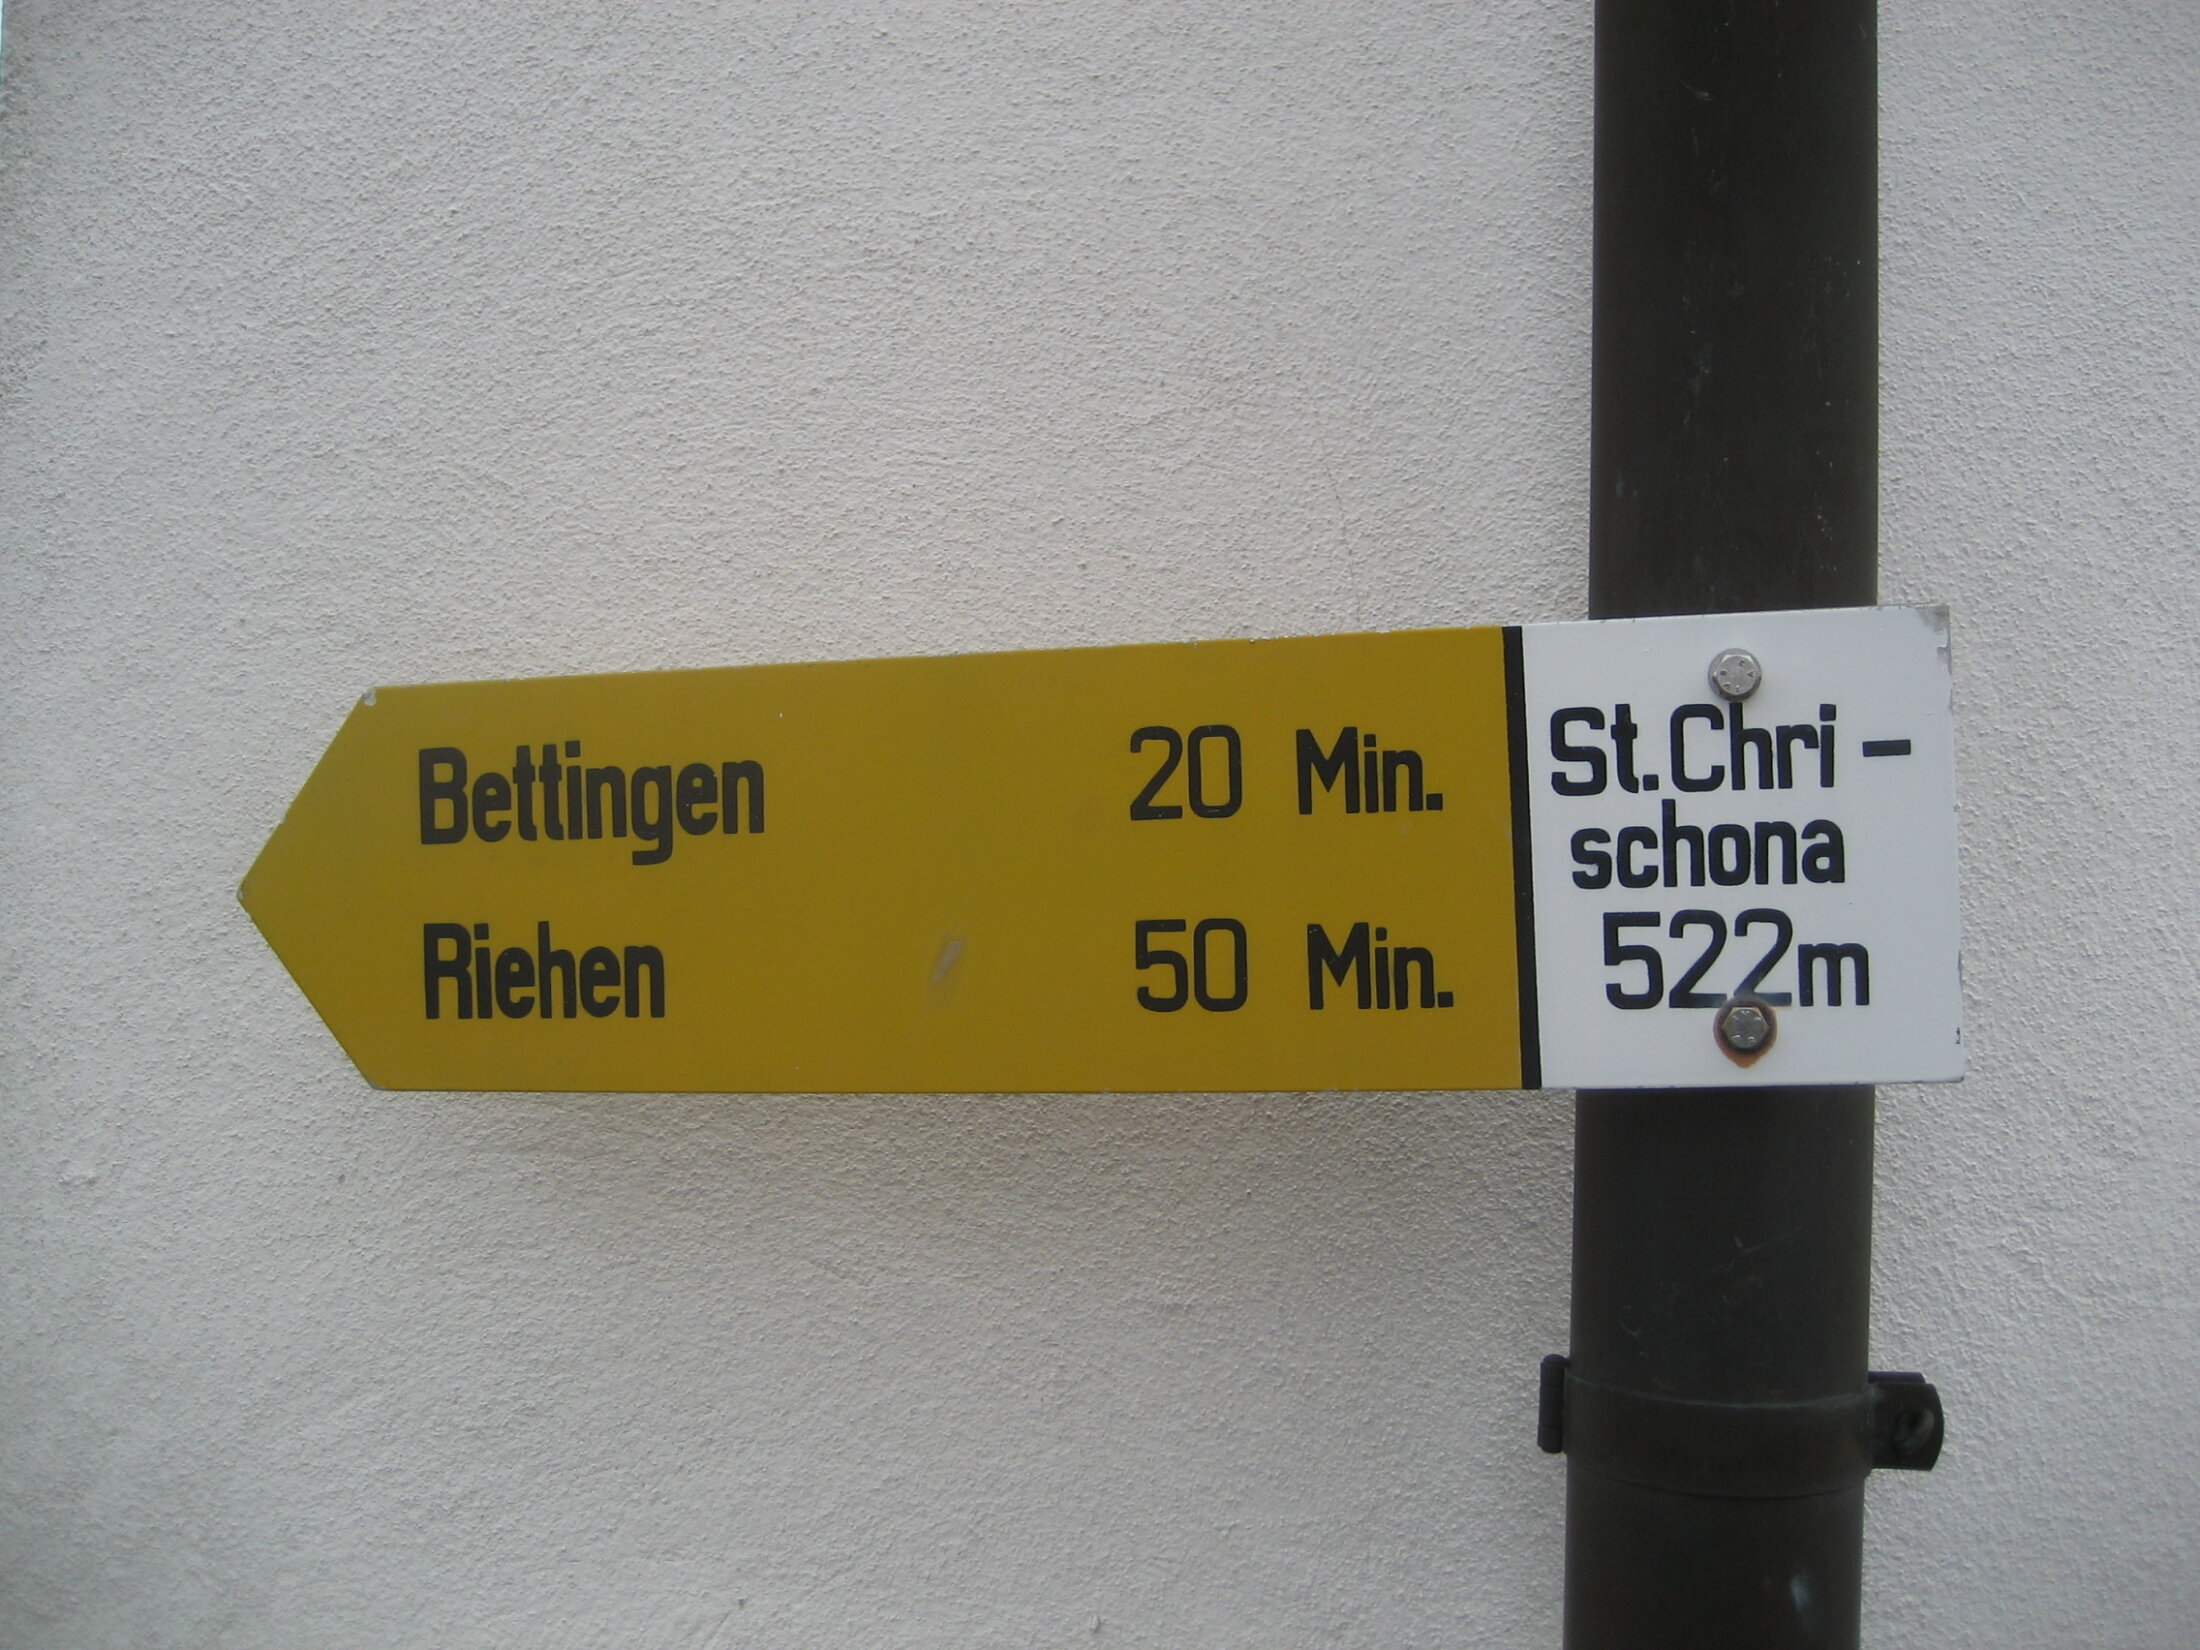 Bettingen 20 Min.
Riehen 50 Min.
St. Chri-
schona
522m